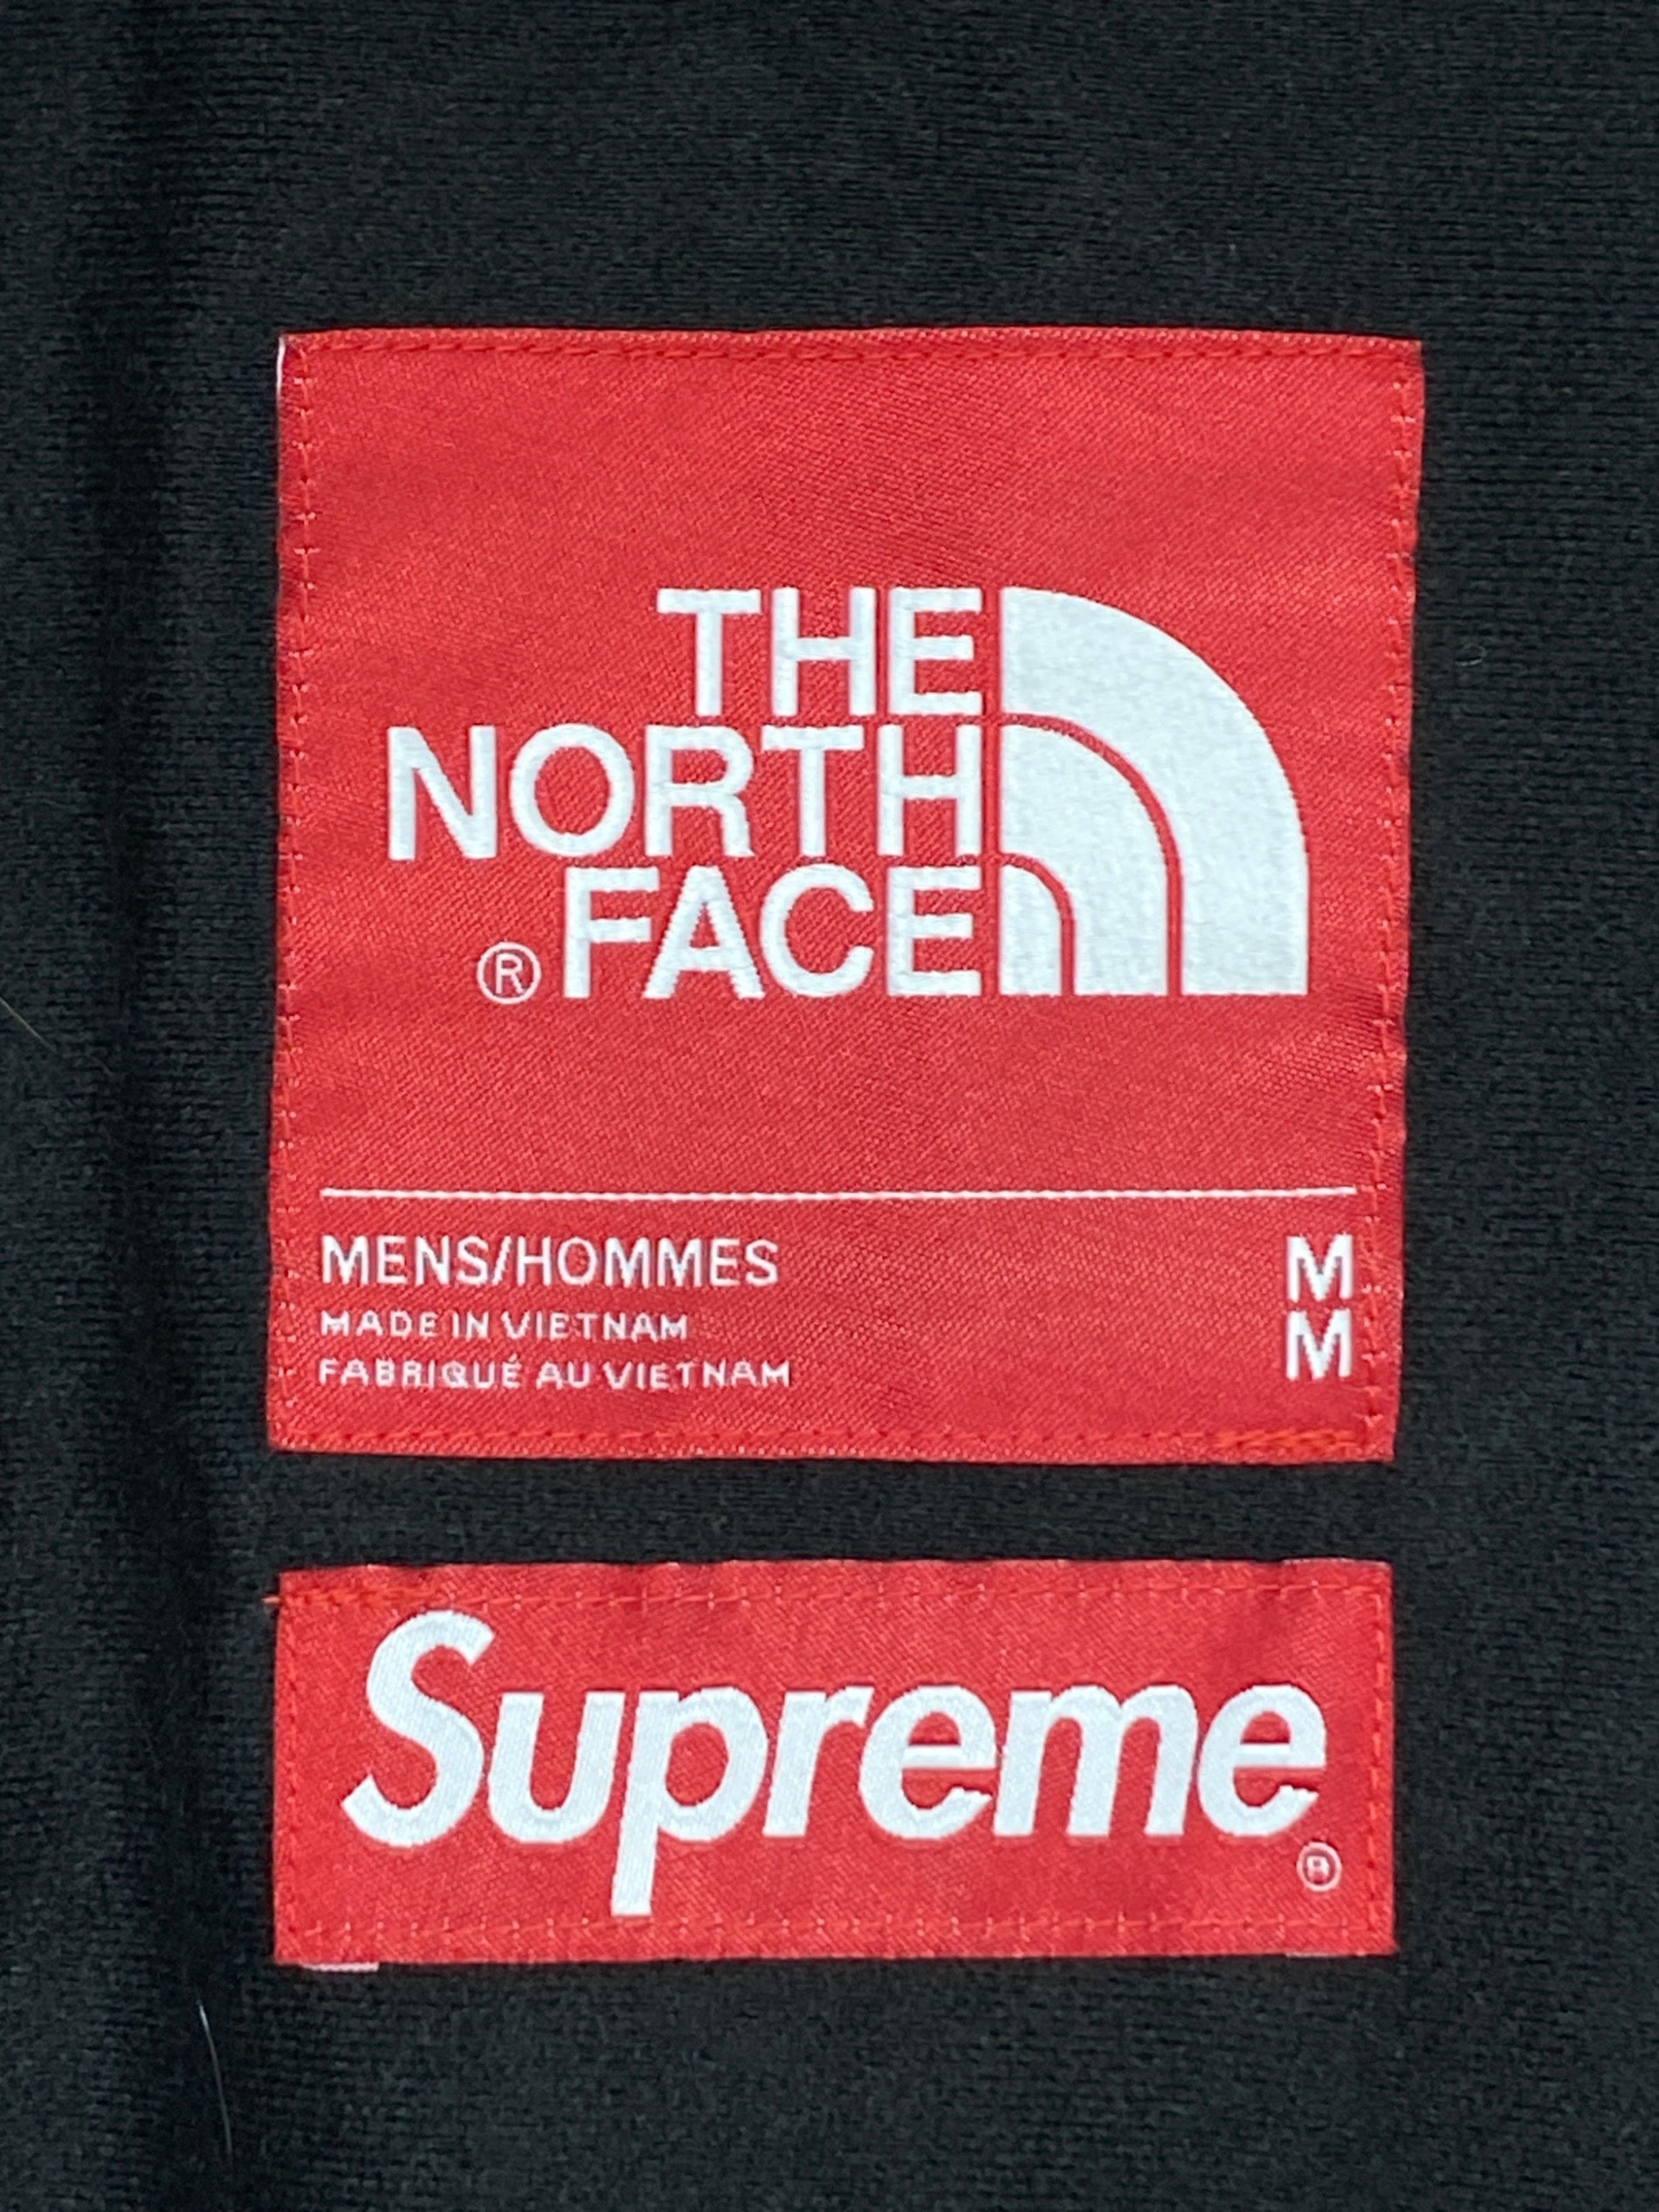 THE
NORTH
® FACE
MENS/HOMMES M
MADE IN VIETNAM M
FABRIQUÉ AU VIETNAM
Supreme ®